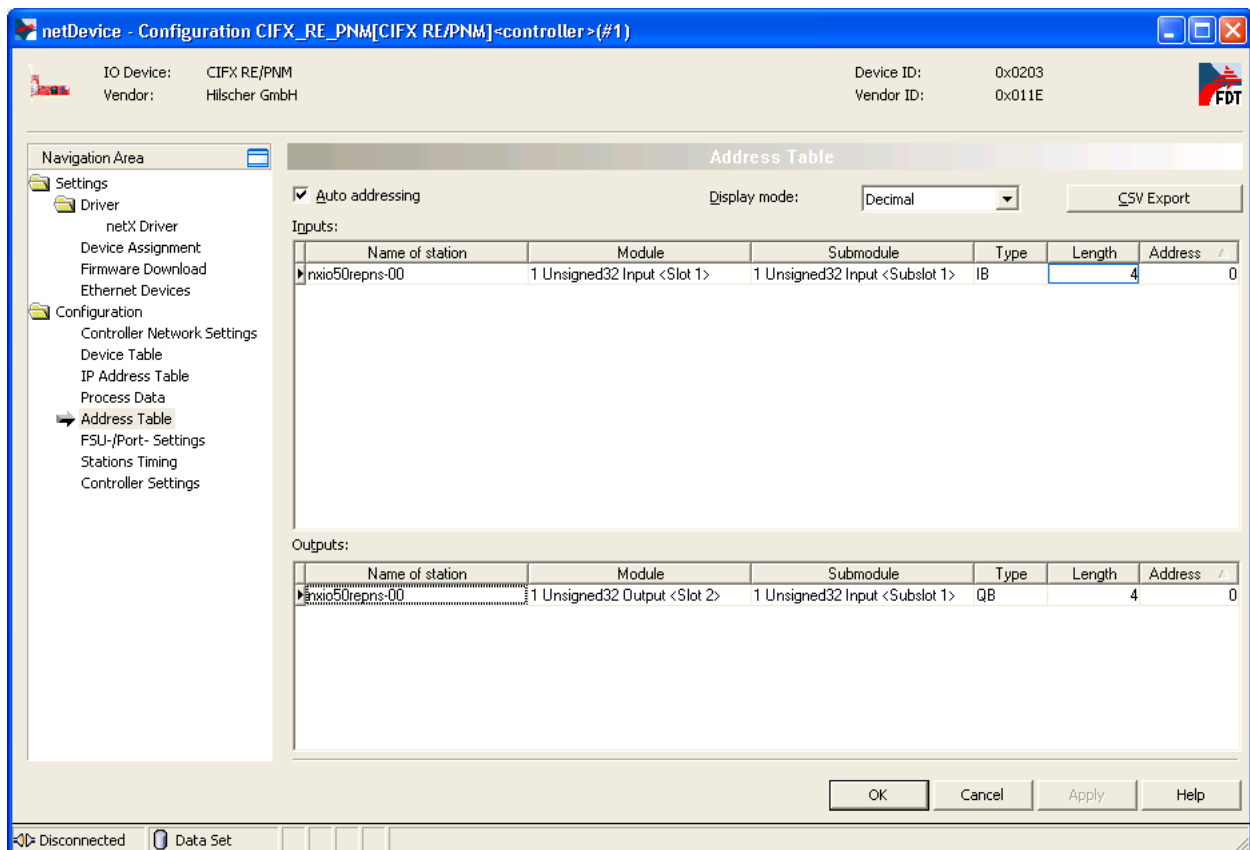 netDevice - Configuration CIFX_RE_PNM[CIFX RE/PNM]<controller>(#1)
IO Device: CIFX RE/PNM Device ID: 0x0203
Vendor: Hilscher GmbH Vendor ID: 0x011E
FDT
Navigation Area
Settings
Driver
netX Driver
Device Assignment
Firmware Download
Ethernet Devices
Configuration
Controller Network Settings
Device Table
IP Address Table
Process Data
Address Table
FSU-/Port- Settings
Stations Timing
Controller Settings
Address Table
Auto addressing Display mode: Decimal CSV Export
Inputs:
Name of station Module Submodule Type Length Address
nxio50repns-00 1 Unsigned32 Input <Slot 1> 1 Unsigned32 Input <Subslot 1> IB 4 0
Outputs:
Name of station Module Submodule Type Length Address
nxio50repns-00 1 Unsigned32 Output <Slot 2> 1 Unsigned32 Input <Subslot 1> QB 4 0
OK Cancel Apply Help
Disconnected Data Set